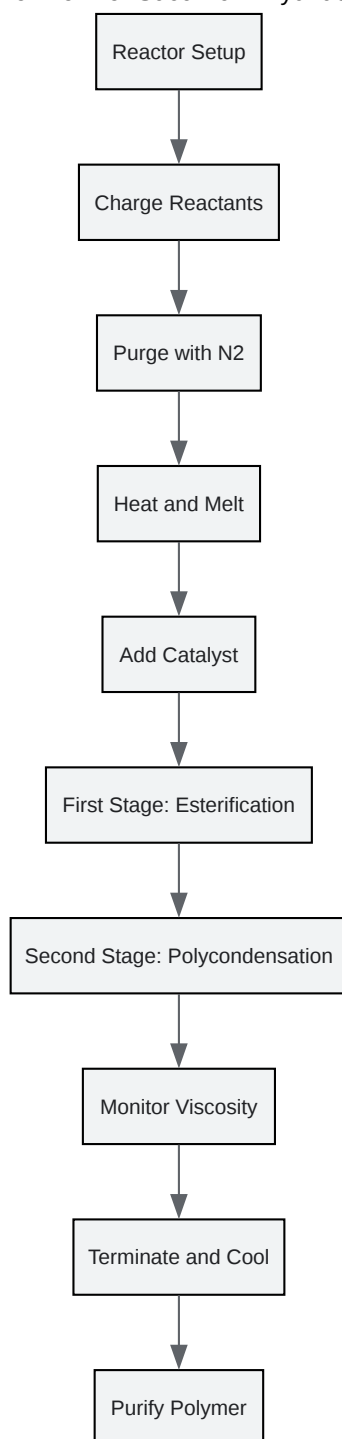 Reactor Setup
Charge Reactants
Purge with N2
Heat and Melt
Add Catalyst
First Stage: Esterification
Second Stage: Polycondensation
Monitor Viscosity
Terminate and Cool
Purify Polymer